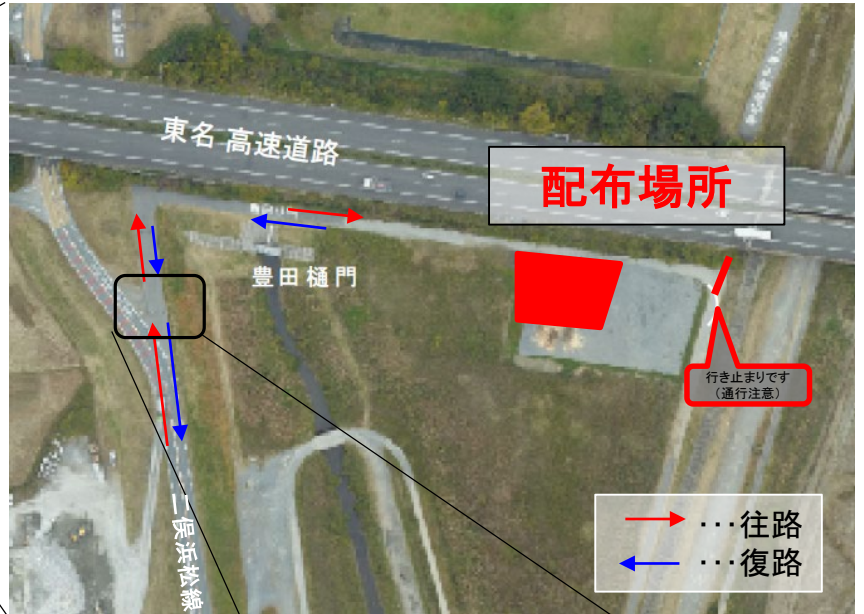 東名 高速道路
配布場所
豊田樋門
行き止まりです
（通行注意）
二俣浜松線
…往路
…復路